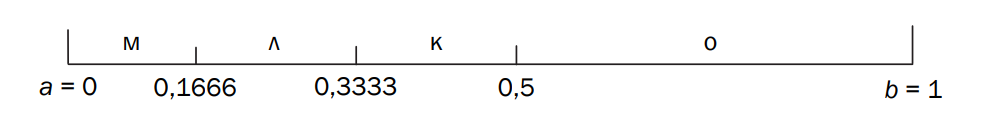 м л к о
a = 0 0,1666 0,3333 0,5 b = 1